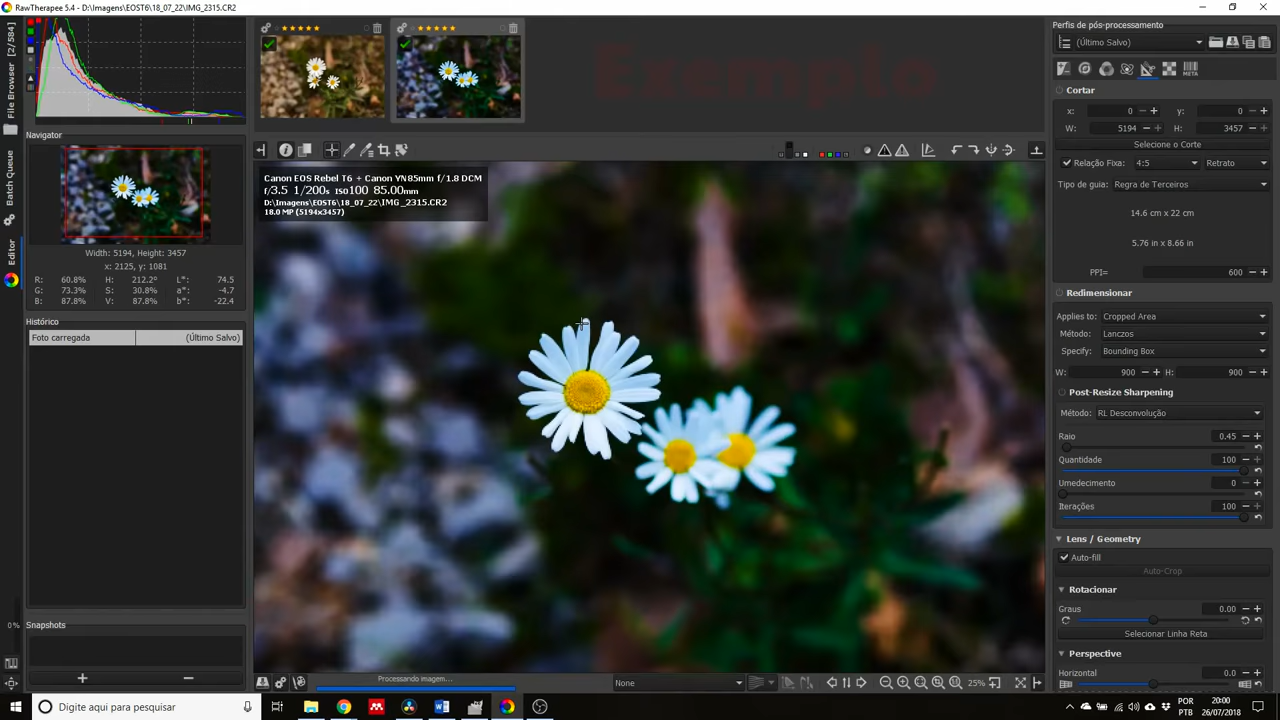 RawTherapee 5.4 - D:\Imagens\EOST6\18_07_22\IMG_2315.CR2
File Browser [2/584]
Batch Queue
Editor
0%
Navigator
Width: 5194, Height: 3457
x: 2125, y: 1081
R: 60.8% H: 212.2° L*: 74.5
G: 73.3% S: 30.8% a*: -4.7
B: 87.8% V: 87.8% b*: -22.4
Histórico
Foto carregada (Último Salvo)
Snapshots
Exemplo
Canon EOS Rebel T6 + Canon YN85mm f/1.8 DCM
f/3.5 1/200s ISO100 85.00mm
D:\Imagens\EOST6\18_07_22\IMG_2315.CR2
18.0 MP (5194x3457)
Processando imagem...
None
25%
Perfis de pós-processamento
(Último Salvo)
META
Cortar
x: 0 y: 0
W: 5194 H: 3457
Selecione o Corte
Relação Fixa: 4:5 Retrato
Tipo de guia: Regra de Terceiros
14.6 cm x 22 cm
5.76 in x 8.66 in
PPI= 600
Redimensionar
Applies to: Cropped Area
Método: Lanczos
Specify: Bounding Box
W: 900 H: 900
Post-Resize Sharpening
Método: RL Desconvolução
Raio 0.45
Quantidade 100
Umedecimento 0
Iterações 100
Lens / Geometry
Auto-fill
Auto-Crop
Rotacionar
Graus 0.00
Selecionar Linha Reta
Perspective
Horizontal 0.0
Digite aqui para pesquisar
POR
PTB
20:00
26/07/2018